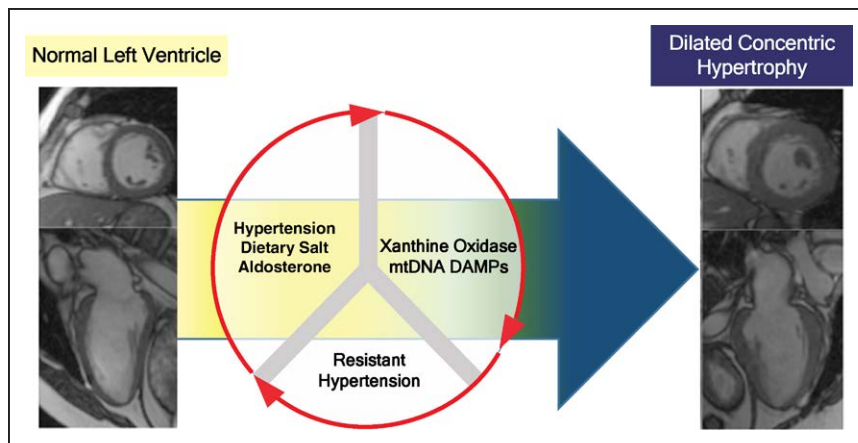 Normal Left Ventricle
Dilated Concentric
Hypertrophy
Hypertension
Dietary Salt
Aldosterone
Xanthine Oxidase
mtDNA DAMPs
Resistant
Hypertension